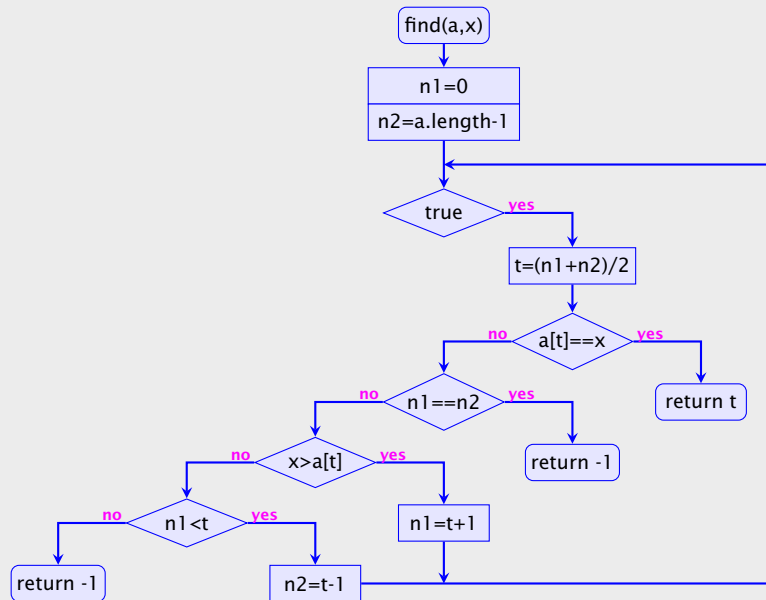 find(a,x)
n1=0
n2=a.length-1
true
yes
t=(n1+n2)/2
no
a[t]==x
yes
no
n1==n2
yes
return t
no
x>a[t]
yes
return -1
no
n1<t
yes
n1=t+1
return -1
n2=t-1